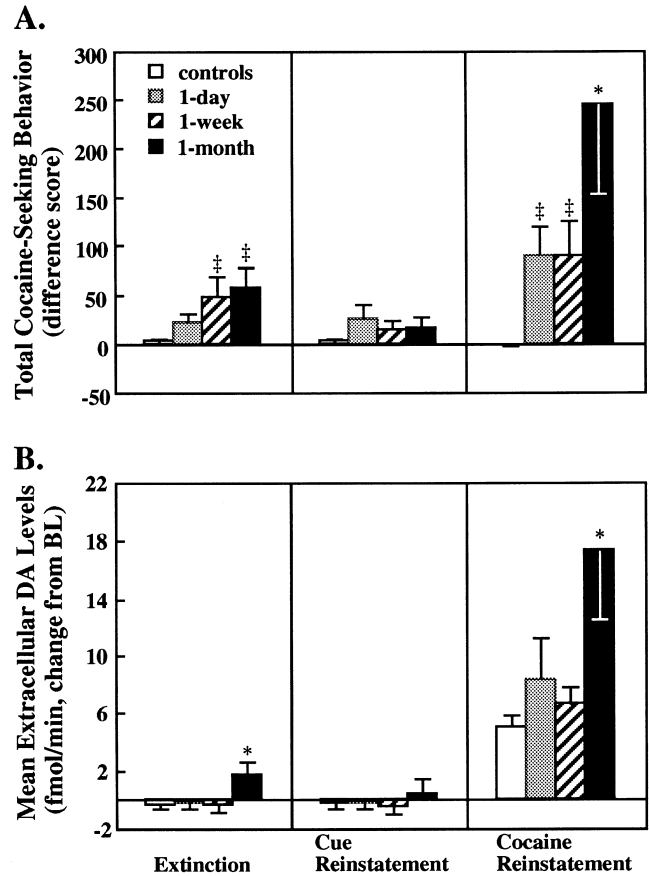 A.
Total Cocaine-Seeking Behavior
(difference score)
300
250
200
150
100
50
0
-50
controls
1-day
1-week
1-month
‡
‡
‡
‡
*
B.
Mean Extracellular DA Levels
(fmol/min, change from BL)
22
18
14
10
6
2
-2
*
*
Extinction
Cue
Reinstatement
Cocaine
Reinstatement